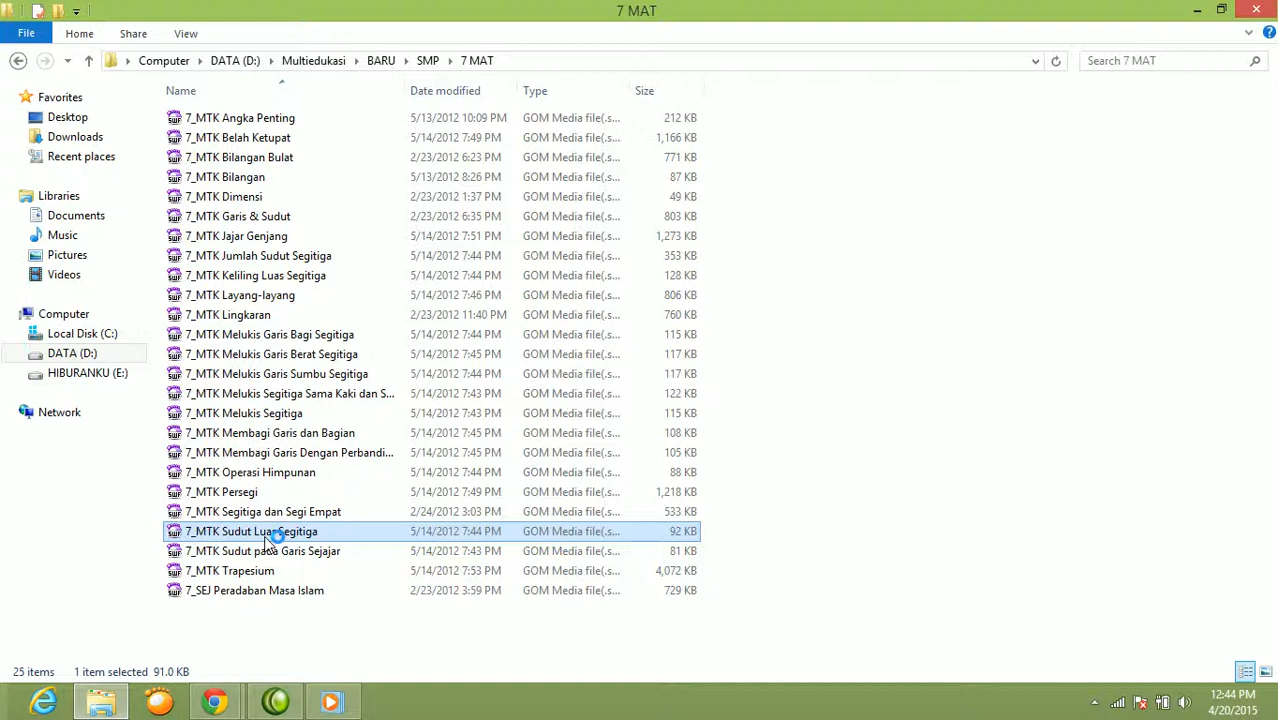 7 MAT
File Home Share View
Computer DATA (D:) Multiedukasi BARU SMP 7 MAT Search 7 MAT
Name Date modified Type Size
Favorites
Desktop
Downloads
Recent places
Libraries
Documents
Music
Pictures
Videos
Computer
Local Disk (C:)
DATA (D:)
HIBURANKU (E:)
Network
7_MTK Angka Penting 5/13/2012 10:09 PM GOM Media file(.s... 212 KB
7_MTK Belah Ketupat 5/14/2012 7:49 PM GOM Media file(.s... 1,166 KB
7_MTK Bilangan Bulat 2/23/2012 6:23 PM GOM Media file(.s... 771 KB
7_MTK Bilangan 5/13/2012 8:26 PM GOM Media file(.s... 87 KB
7_MTK Dimensi 2/23/2012 1:37 PM GOM Media file(.s... 49 KB
7_MTK Garis & Sudut 2/23/2012 6:35 PM GOM Media file(.s... 803 KB
7_MTK Jajar Genjang 5/14/2012 7:51 PM GOM Media file(.s... 1,273 KB
7_MTK Jumlah Sudut Segitiga 5/14/2012 7:44 PM GOM Media file(.s... 353 KB
7_MTK Keliling Luas Segitiga 5/14/2012 7:44 PM GOM Media file(.s... 128 KB
7_MTK Layang-layang 5/14/2012 7:46 PM GOM Media file(.s... 806 KB
7_MTK Lingkaran 2/23/2012 11:40 PM GOM Media file(.s... 760 KB
7_MTK Melukis Garis Bagi Segitiga 5/14/2012 7:44 PM GOM Media file(.s... 115 KB
7_MTK Melukis Garis Berat Segitiga 5/14/2012 7:45 PM GOM Media file(.s... 117 KB
7_MTK Melukis Garis Sumbu Segitiga 5/14/2012 7:44 PM GOM Media file(.s... 117 KB
7_MTK Melukis Segitiga Sama Kaki dan S... 5/14/2012 7:43 PM GOM Media file(.s... 122 KB
7_MTK Melukis Segitiga 5/14/2012 7:43 PM GOM Media file(.s... 115 KB
7_MTK Membagi Garis dan Bagian 5/14/2012 7:45 PM GOM Media file(.s... 108 KB
7_MTK Membagi Garis Dengan Perbandi... 5/14/2012 7:45 PM GOM Media file(.s... 105 KB
7_MTK Operasi Himpunan 5/14/2012 7:44 PM GOM Media file(.s... 88 KB
7_MTK Persegi 5/14/2012 7:49 PM GOM Media file(.s... 1,218 KB
7_MTK Segitiga dan Segi Empat 2/24/2012 3:03 PM GOM Media file(.s... 533 KB
7_MTK Sudut Luar Segitiga 5/14/2012 7:44 PM GOM Media file(.s... 92 KB
7_MTK Sudut pada Garis Sejajar 5/14/2012 7:43 PM GOM Media file(.s... 81 KB
7_MTK Trapesium 5/14/2012 7:53 PM GOM Media file(.s... 4,072 KB
7_SEJ Peradaban Masa Islam 2/23/2012 3:59 PM GOM Media file(.s... 729 KB
25 items 1 item selected 91.0 KB
12:44 PM
4/20/2015